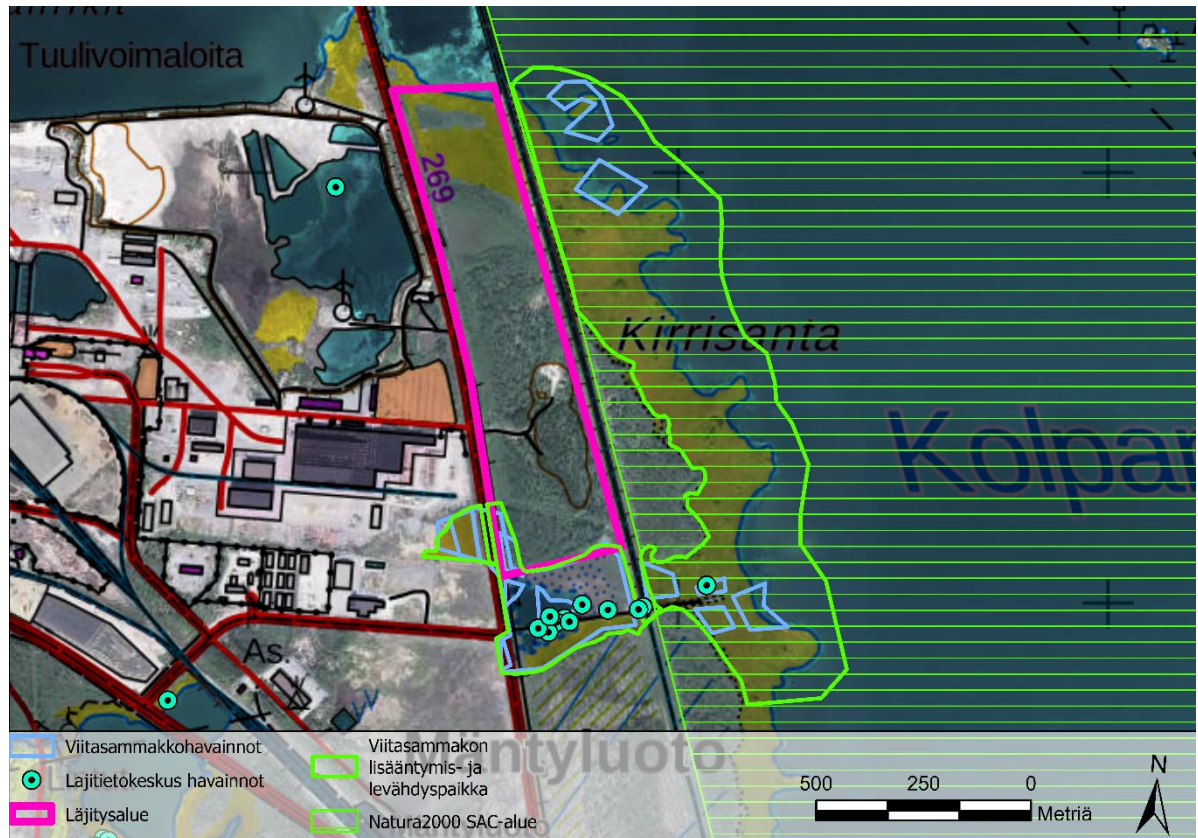 Tuulivoimaloita
269
Kirrisanta
Kolpar
As.
Mäntyluoto
Viitasammakkohavainnot
Lajitietokeskus havainnot
Läjitysalue
Viitasammakon
lisääntymis- ja
levähdyspaikka
Natura2000 SAC-alue
500
250
0
Metriä
N